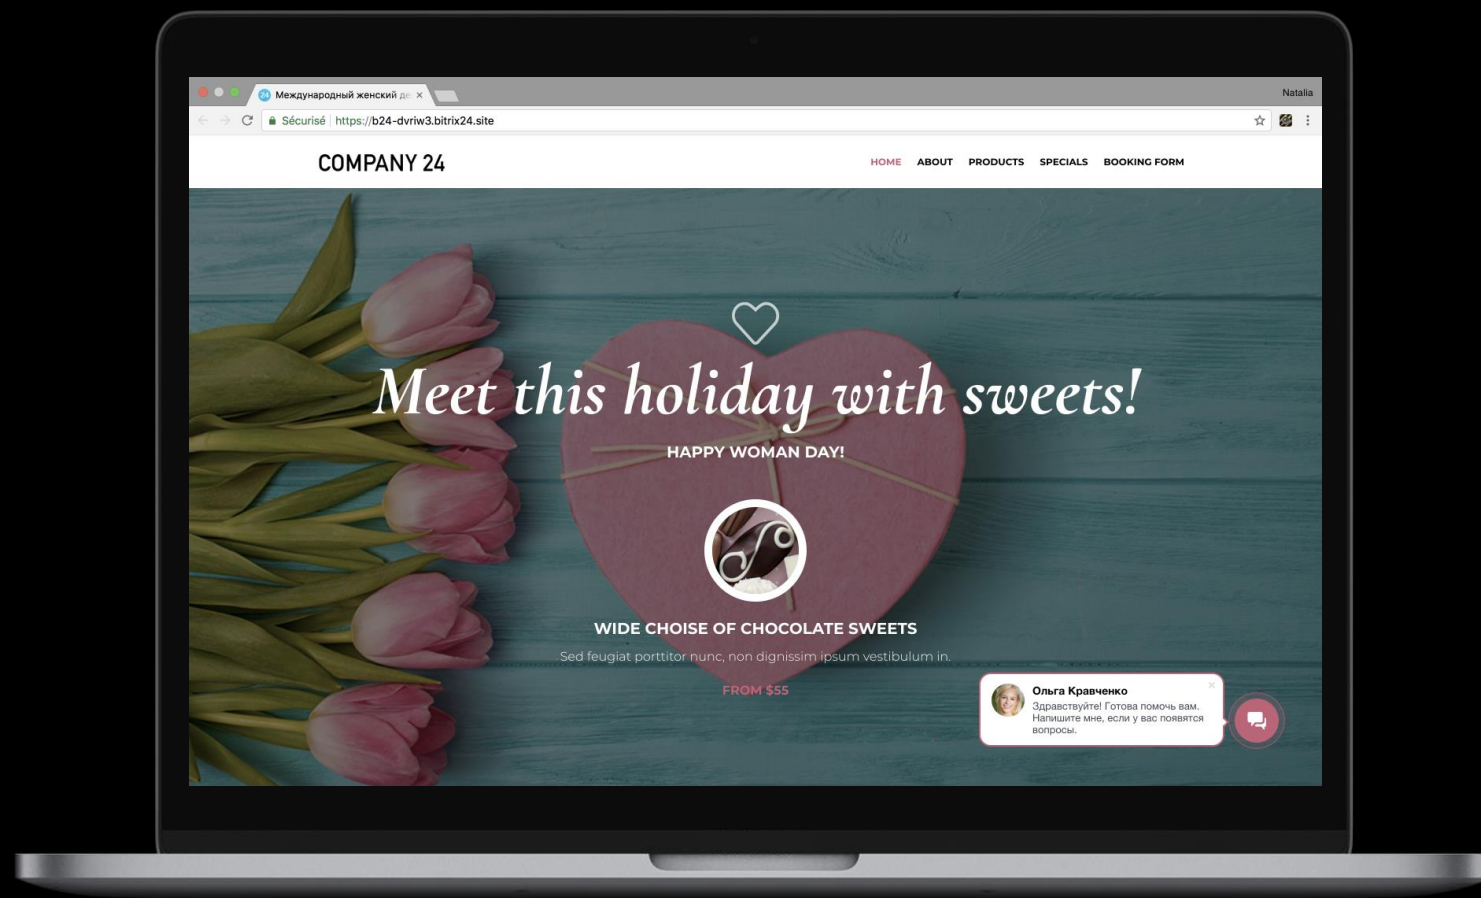 Международный женский де
Natalia
Sécurisé https://b24-dvriw3.bitrix24.site
COMPANY 24
HOME ABOUT PRODUCTS SPECIALS BOOKING FORM
Meet this holiday with sweets!
HAPPY WOMAN DAY!
WIDE CHOISE OF CHOCOLATE SWEETS
Sed feugiat porttitor nunc, non dignissim ipsum vestibulum in.
FROM $55
Ольга Кравченко
Здравствуйте! Готова помочь вам.
Напишите мне, если у вас появятся
вопросы.